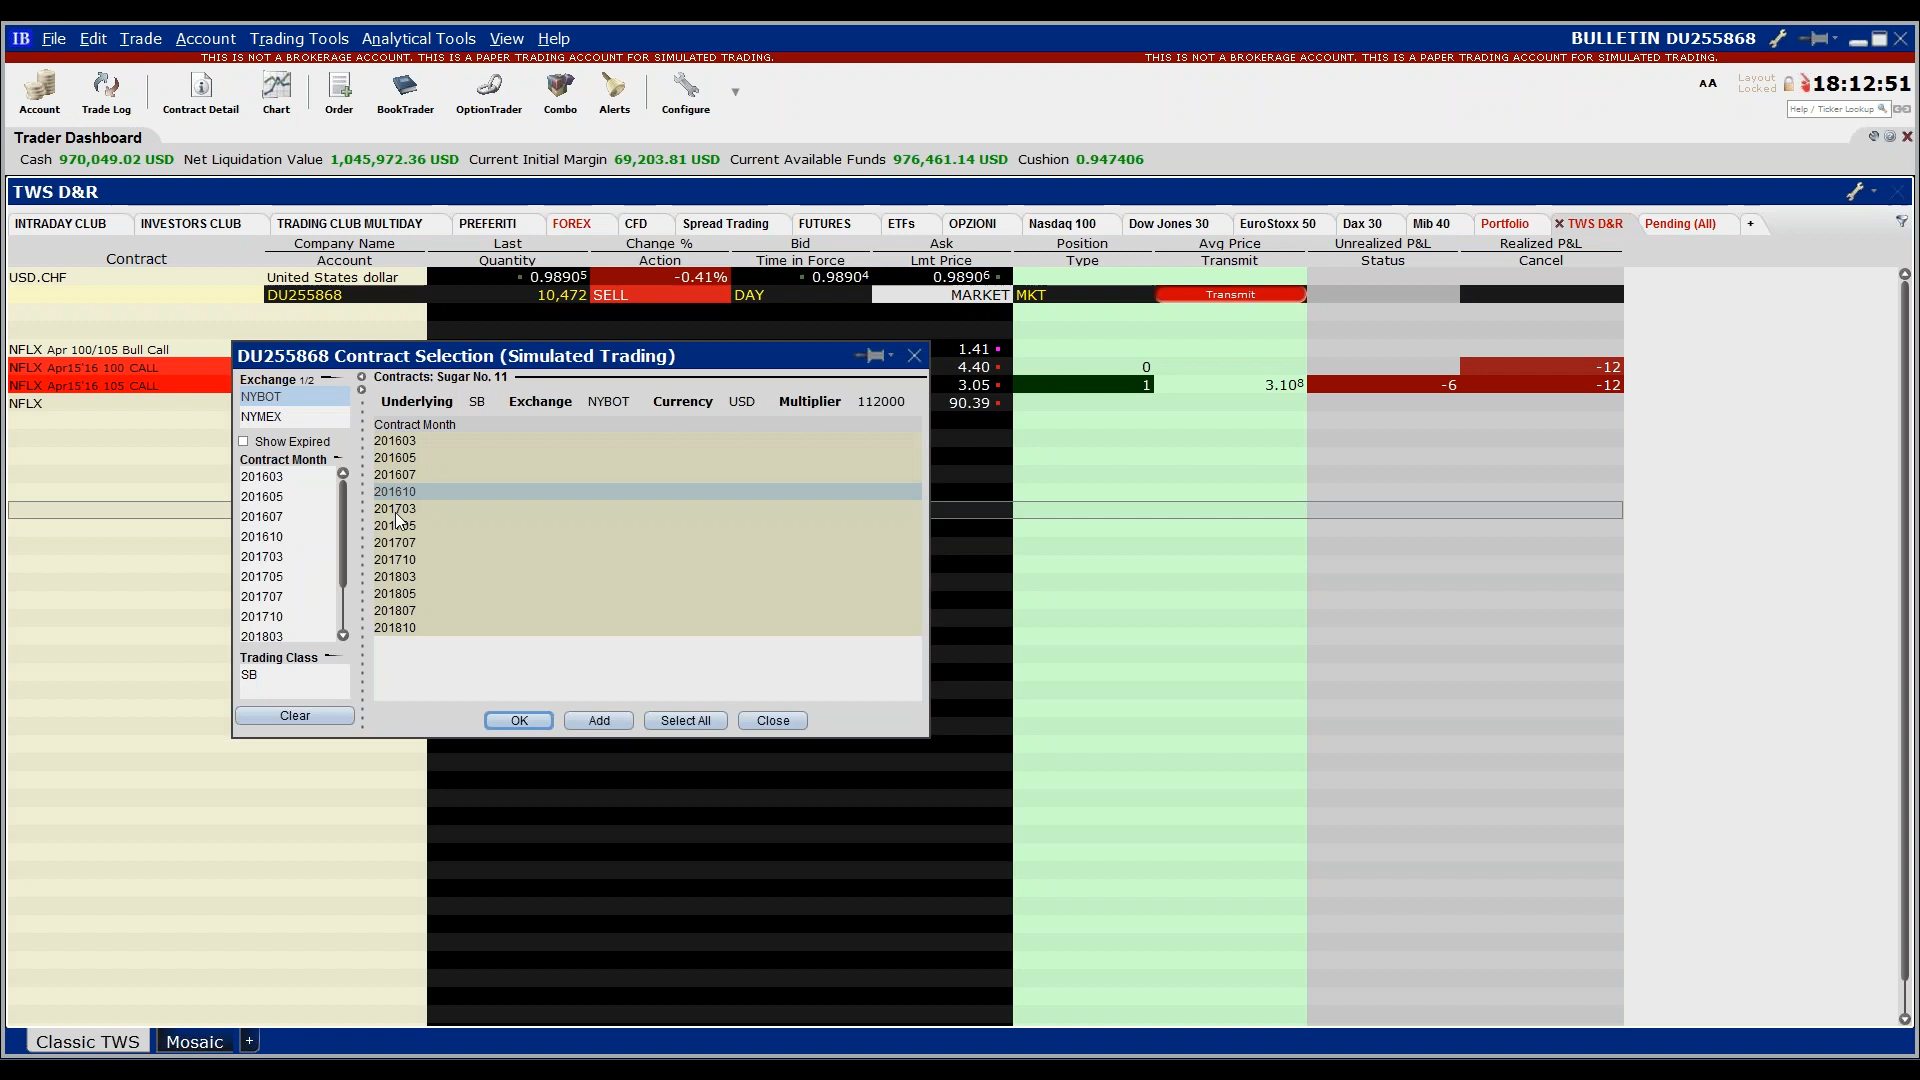 IB File Edit Trade Account Trading Tools Analytical Tools View Help BULLETIN DU255868
THIS IS NOT A BROKERAGE ACCOUNT. THIS IS A PAPER TRADING ACCOUNT FOR SIMULATED TRADING. THIS IS NOT A BROKERAGE ACCOUNT. THIS IS A PAPER TRADING ACCOUNT FOR SIMULATED TRADING.
Account Trade Log Contract Detail Chart Order BookTrader OptionTrader Combo Alerts Configure
AA Layout Locked 18:12:51
Help / Ticker Lookup
Trader Dashboard
Cash 970,049.02 USD Net Liquidation Value 1,045,972.36 USD Current Initial Margin 69,203.81 USD Current Available Funds 976,461.14 USD Cushion 0.947406
TWS D&R
INTRADAY CLUB INVESTORS CLUB TRADING CLUB MULTIDAY PREFERITI FOREX CFD Spread Trading FUTURES ETFs OPZIONI Nasdaq 100 Dow Jones 30 EuroStoxx 50 Dax 30 Mib 40 Portfolio TWS D&R Pending (All) +
Contract
Company Name Last Change % Bid Ask Position Avg Price Unrealized P&L Realized P&L
Account Quantity Action Time in Force Lmt Price Type Transmit Status Cancel
USD.CHF United States dollar 0.98905 -0.41% 0.98904 0.98906
DU255868 10,472 SELL DAY MARKET MKT Transmit
NFLX Apr 100/105 Bull Call 1.41
NFLX Apr15'16 100 CALL 4.40 0 -12
NFLX Apr15'16 105 CALL 3.05 1 3.108 -6 -12
NFLX 90.39
DU255868 Contract Selection (Simulated Trading)
Exchange 1/2
NYBOT
NYMEX
Show Expired
Contract Month
201603
201605
201607
201610
201703
201705
201707
201710
201803
Trading Class
SB
Clear
Contracts: Sugar No. 11
Underlying SB Exchange NYBOT Currency USD Multiplier 112000
Contract Month
201603
201605
201607
201610
201703
201705
201707
201710
201803
201805
201807
201810
OK Add Select All Close
Classic TWS Mosaic +